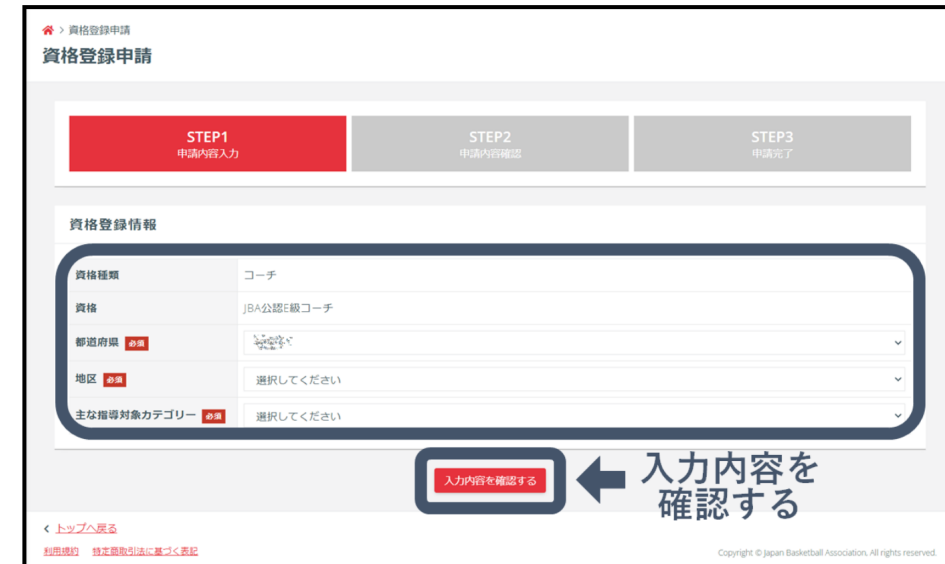 > 資格登録申請
資格登録申請
STEP1
申請内容入力
STEP2
申請内容確認
STEP3
申請完了
資格登録情報
資格種類
コーチ
資格
JBA公認E級コーチ
都道府県 必須
地区 必須
選択してください
主な指導対象カテゴリー 必須
選択してください
入力内容を確認する
入力内容を
確認する
< トップへ戻る
利用規約 特定商取引法に基づく表記
Copyright © Japan Basketball Association. All rights reserved.